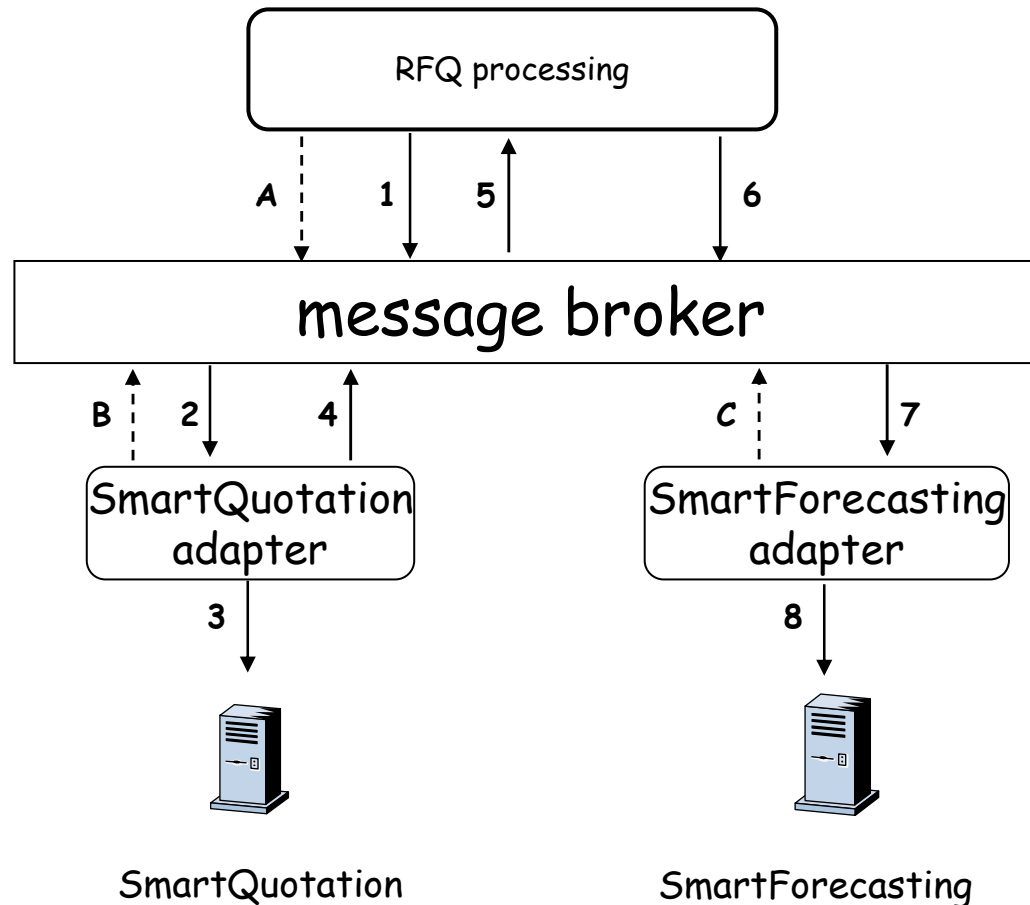 RFQ processing
A
1
5
6
message broker
B
2
4
C
7
SmartQuotation
adapter
SmartForecasting
adapter
3
8
SmartQuotation
SmartForecasting